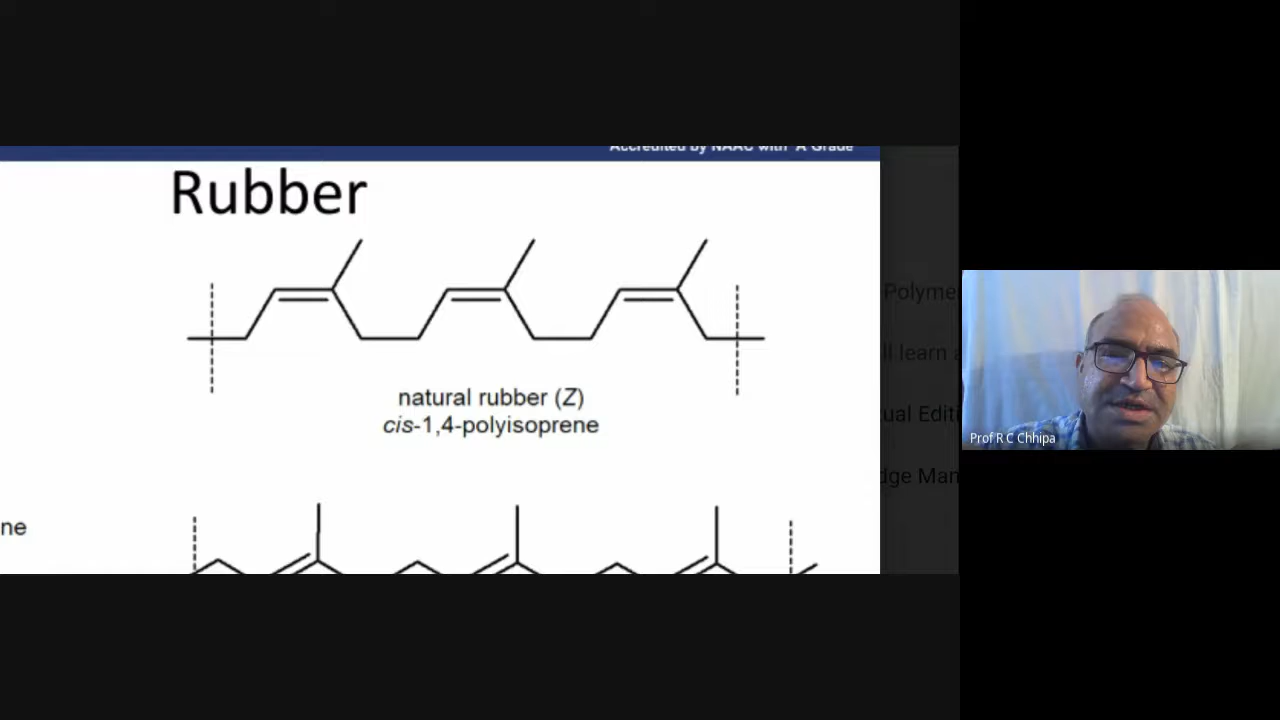 Accredited by NAAC with 'A Grade
Rubber
natural rubber (Z)
cis-1,4-polyisoprene
ne
Polyme
ll learn a
ual Editi
dge Man
Prof R C Chhipa